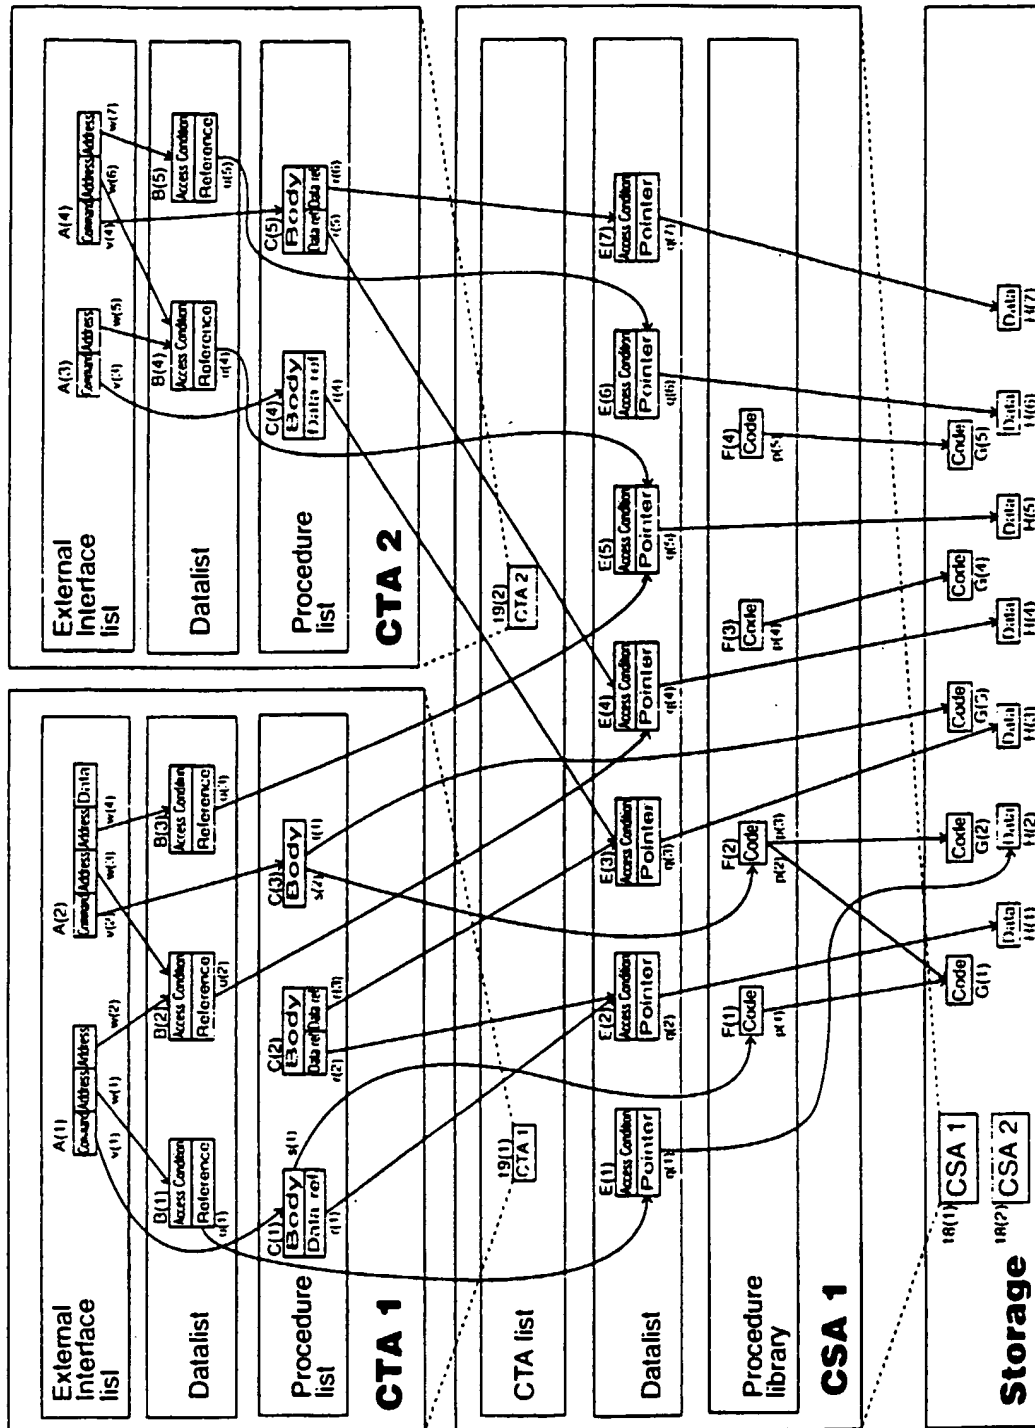 External
Interface
list
A(1)
Command Address Address
v(1)
w(1)
w(2)
A(2)
Command Address Address Data
v(2)
w(3)
w(4)
Datalist
B(1)
Access Condition
Reference
u(1)
B(2)
Access Condition
Reference
u(2)
B(3)
Access Condition
Reference
u(3)
Procedure
list
C(1)
Body
Data ref
r(1)
s(1)
C(2)
Body
Data ref Data ref
r(2)
r(3)
C(3)
Body
s(2)
t(1)
CTA 1
External
Interface
list
A(3)
Command Address
v(3)
w(5)
A(4)
Command Address Address
v(4)
w(6)
w(7)
Datalist
B(4)
Access Condition
Reference
u(4)
B(5)
Access Condition
Reference
u(5)
Procedure
list
C(4)
Body
Data ref
r(4)
C(5)
Body
Data ref Data ref
r(5)
r(6)
CTA 2
CTA list
19(1)
CTA 1
19(2)
CTA 2
Datalist
E(1)
Access Condition
Pointer
q(1)
E(2)
Access Condition
Pointer
q(2)
E(3)
Access Condition
Pointer
q(3)
E(4)
Access Condition
Pointer
q(4)
E(5)
Access Condition
Pointer
q(5)
E(6)
Access Condition
Pointer
q(6)
E(7)
Access Condition
Pointer
q(7)
Procedure
library
F(1)
Code
p(1)
F(2)
Code
p(2)
p(3)
F(3)
Code
p(4)
F(4)
Code
p(5)
CSA 1
18(1)
CSA 1
18(2)
CSA 2
Code
G(1)
Code
G(2)
Code
G(3)
Code
G(4)
Code
G(5)
Data
H(1)
Data
H(2)
Data
H(3)
Data
H(4)
Data
H(5)
Data
H(6)
Data
H(7)
Storage